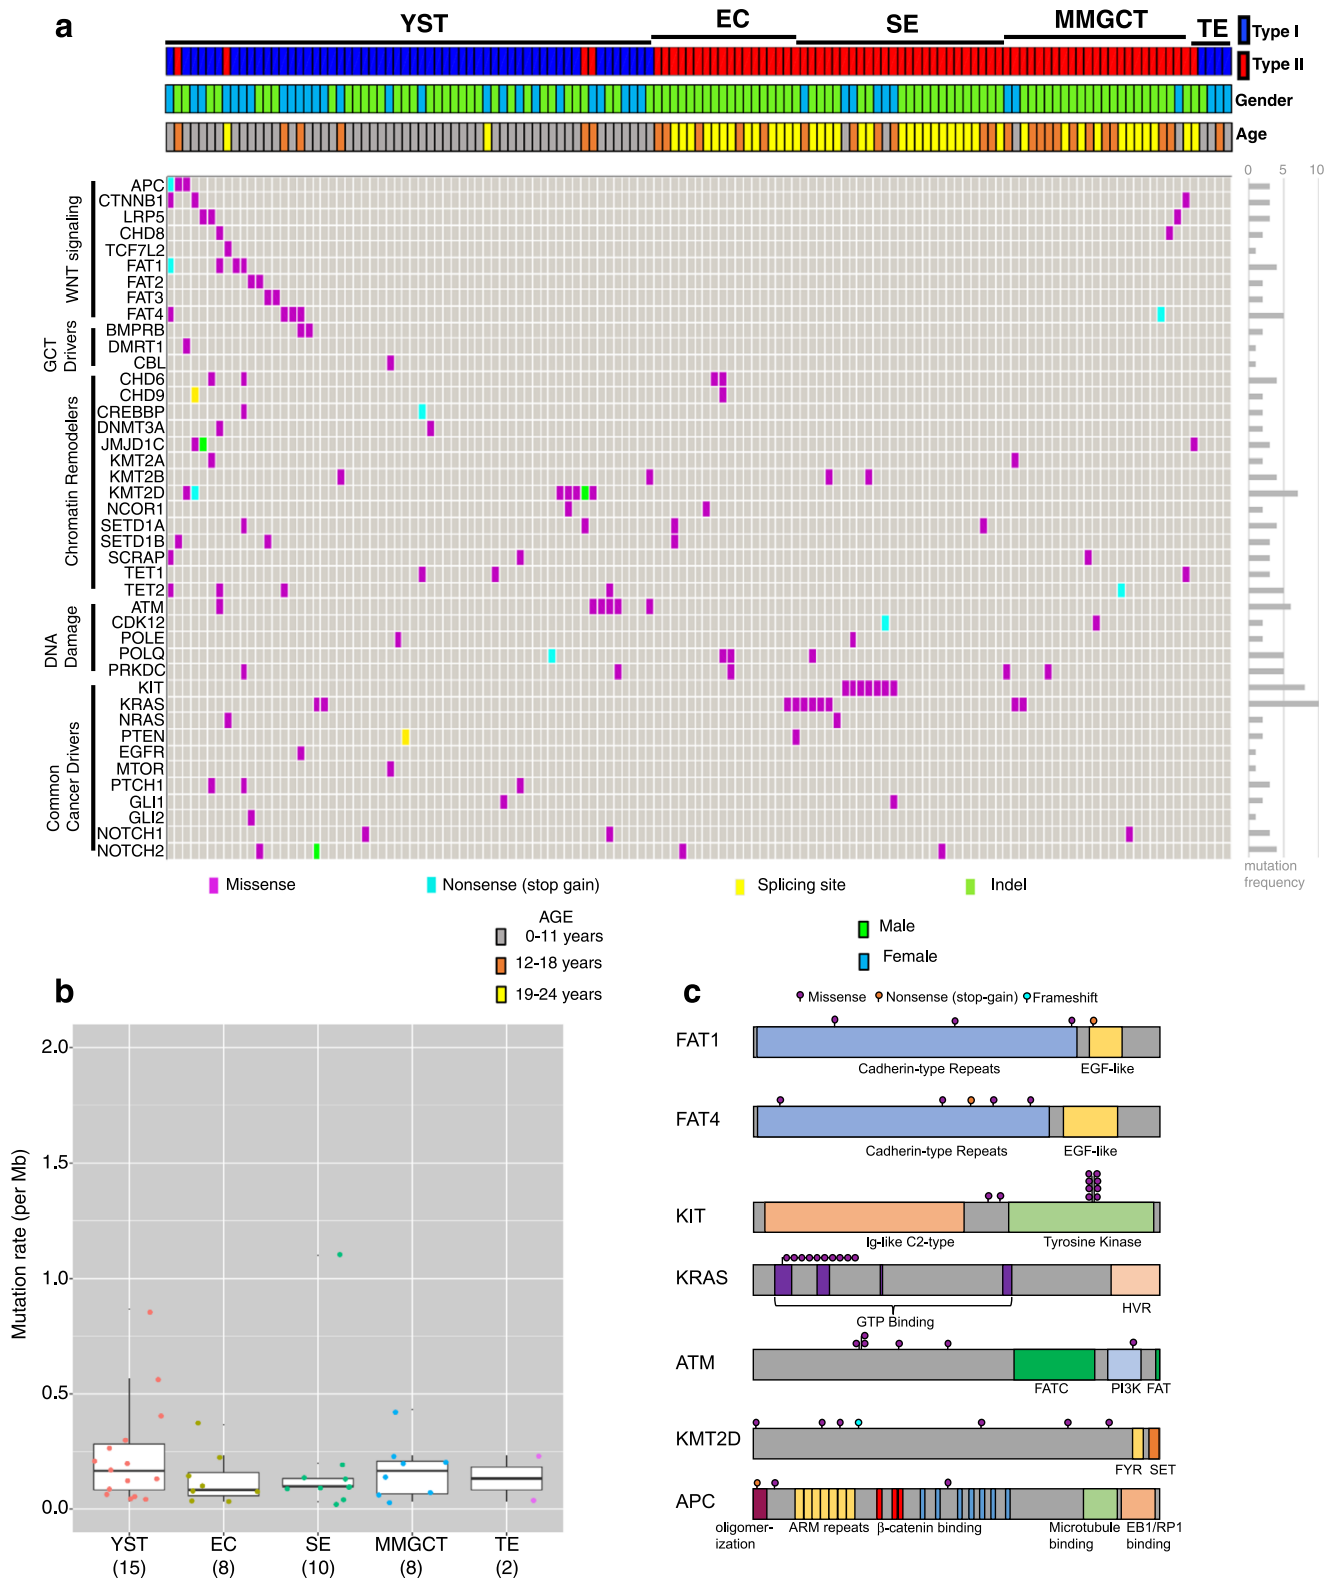 a
YST
EC
SE
MMGCT
TE
Type I
Type II
Gender
Age
0 5 10
WNT signaling
APC
CTNNB1
LRP5
CHD8
TCF7L2
FAT1
FAT2
FAT3
FAT4
GCT Drivers
BMPRB
DMRT1
CBL
Chromatin Remodelers
CHD6
CHD9
CREBBP
DNMT3A
JMJD1C
KMT2A
KMT2B
KMT2D
NCOR1
SETD1A
SETD1B
SCRAP
TET1
TET2
DNA Damage
ATM
CDK12
POLE
POLQ
PRKDC
Common Cancer Drivers
KIT
KRAS
NRAS
PTEN
EGFR
MTOR
PTCH1
GLI1
GLI2
NOTCH1
NOTCH2
mutation
frequency
Missense
Nonsense (stop gain)
Splicing site
Indel
AGE
0-11 years
12-18 years
19-24 years
Male
Female
b
Mutation rate (per Mb)
2.0
1.5
1.0
0.5
0.0
YST
(15)
EC
(8)
SE
(10)
MMGCT
(8)
TE
(2)
c
Missense
Nonsense (stop-gain)
Frameshift
FAT1
Cadherin-type Repeats
EGF-like
FAT4
Cadherin-type Repeats
EGF-like
KIT
Ig-like C2-type
Tyrosine Kinase
KRAS
GTP Binding
HVR
ATM
FATC
PI3K
FAT
KMT2D
FYR
SET
APC
oligomer-
ization
ARM repeats
β-catenin binding
Microtubule
binding
EB1/RP1
binding